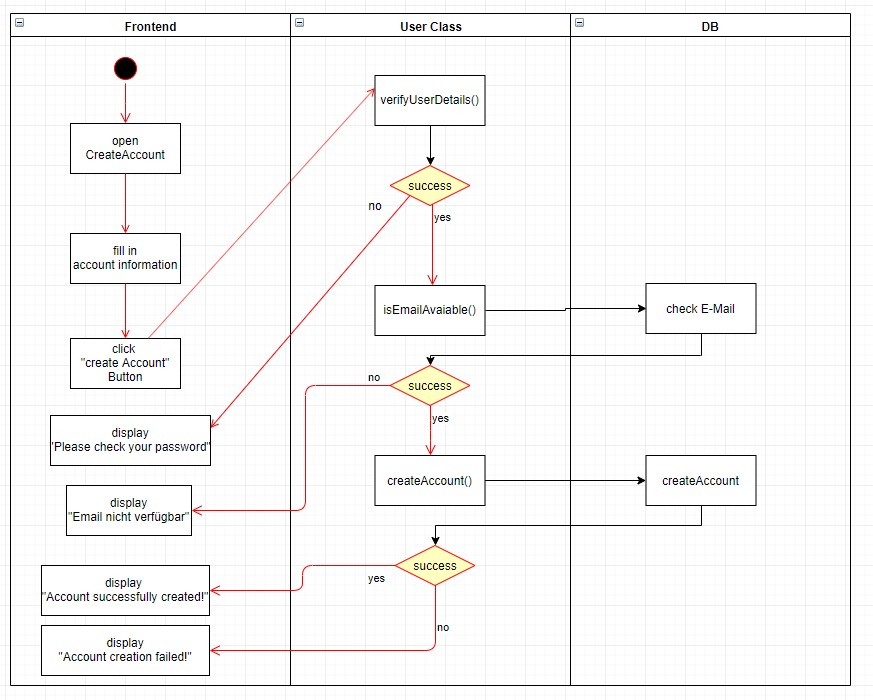 Frontend
User Class
DB
open
CreateAccount
fill in
account information
click
"create Account"
Button
display
"Please check your password"
display
"Email nicht verfügbar"
display
"Account successfully created!"
display
"Account creation failed!"
verifyUserDetails()
success
no
yes
isEmailAvaiable()
success
no
yes
createAccount()
success
yes
no
check E-Mail
createAccount